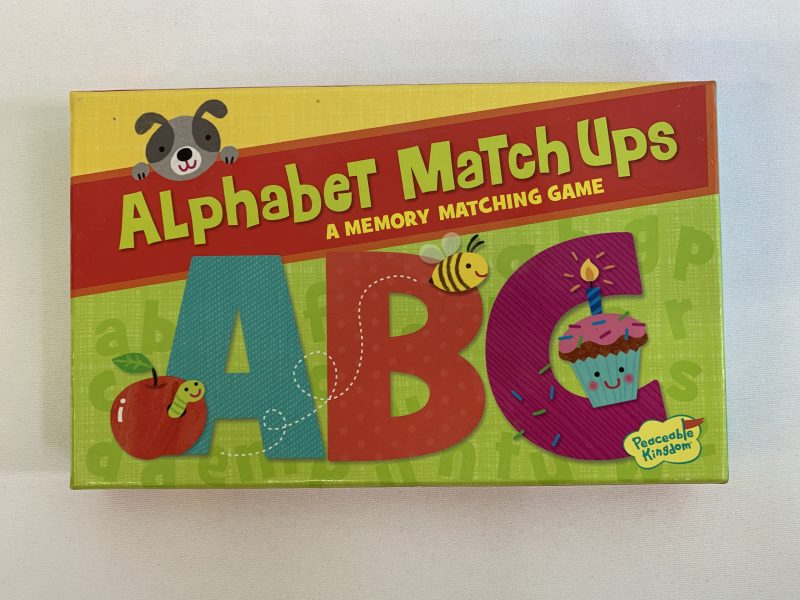 ALphabeT MaTch Ups
A MEMORY MATCHING GAME
ABC
Peaceable
Kingdom